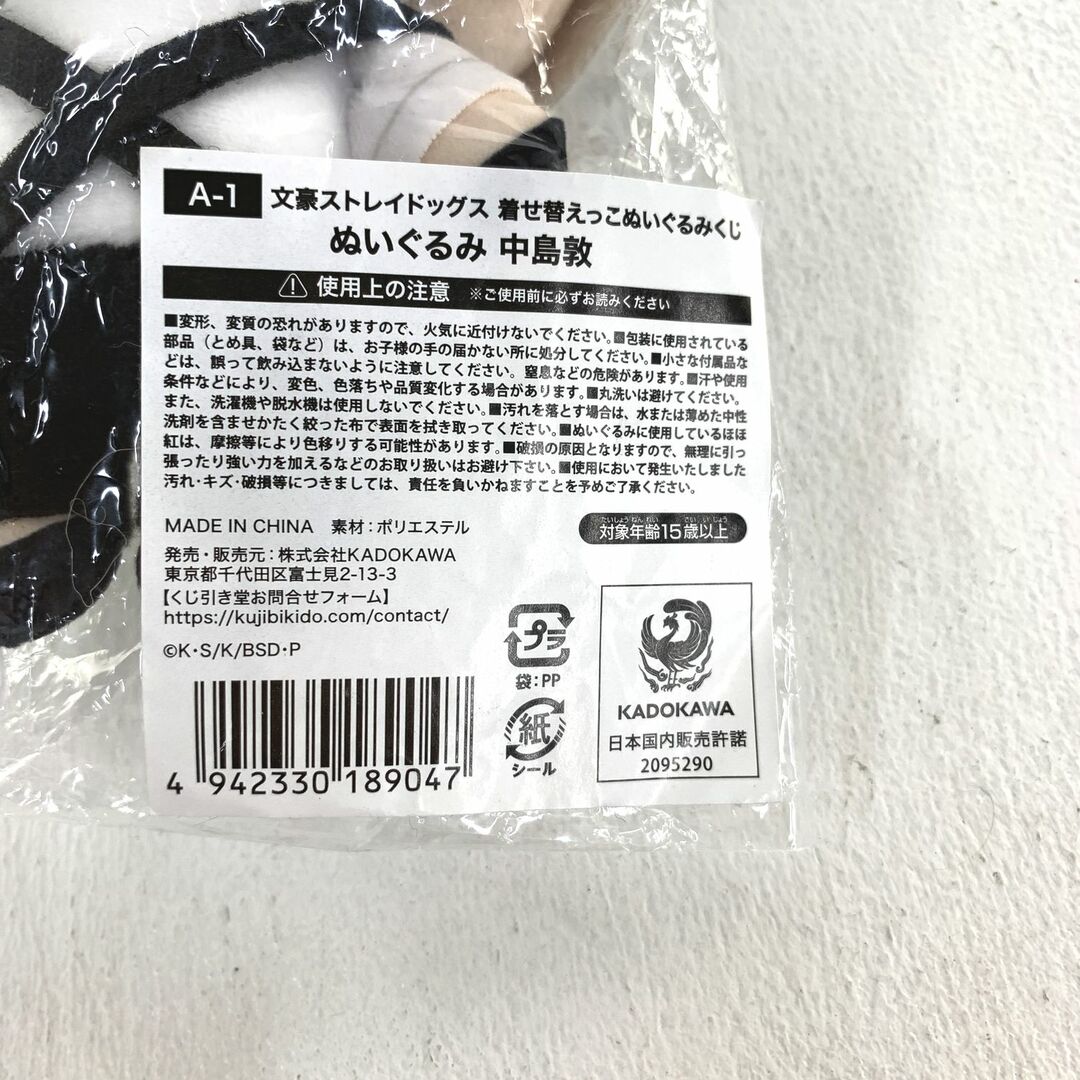 A-1 文豪ストレイドッグス 着せ替えっこぬいぐるみくじ
ぬいぐるみ 中島敦
⚠ 使用上の注意 ※ご使用前に必ずお読みください
■変形、変質の恐れがありますので、火気に近付けないでください。■包装に使用されている
部品（とめ具、袋など）は、お子様の手の届かない所に処分してください。■小さな付属品な
どは、誤って飲み込まないように注意してください。窒息などの危険があります。■汗や使用
条件などにより、変色、色落ちや品質変化する場合があります。■丸洗いは避けてください。
また、洗濯機や脱水機は使用しないでください。■汚れを落とす場合は、水または薄めた中性
洗剤を含ませかたく絞った布で表面を拭き取ってください。■ぬいぐるみに使用しているほほ
紅は、摩擦等により色移りする可能性があります。■破損の原因となりますので、無理に引っ
張ったり強い力を加えるなどのお取り扱いはお避け下さい。■使用において発生いたしました
汚れ・キズ・破損等につきましては、責任を負いかねますことを予めご了承ください。
MADE IN CHINA 素材：ポリエステル
たいしょうねんれい さい いじょう
対象年齢15歳以上
発売・販売元：株式会社KADOKAWA
東京都千代田区富士見2-13-3
【くじ引き堂お問合せフォーム】
https://kujibikido.com/contact/
©K・S/K/BSD・P
プラ
袋：PP
紙
シール
KADOKAWA
日本国内販売許諾
2095290
4 942330 189047